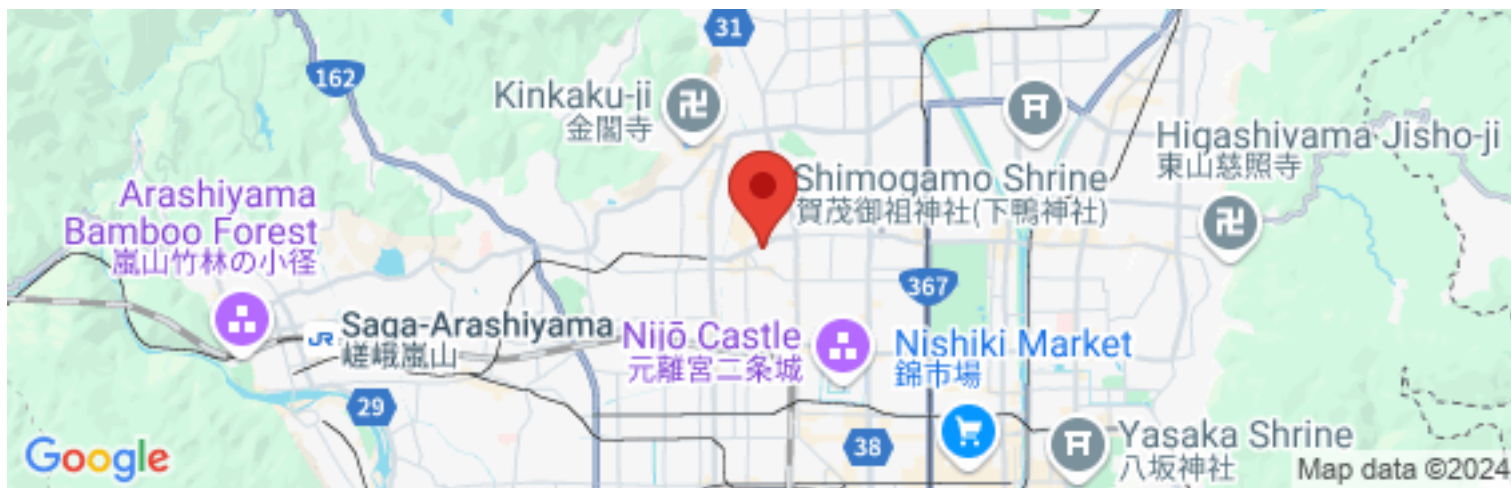 31
162
Kinkaku-ji
金閣寺
Higashiyama Jisho-ji
東山慈照寺
Shimogamo Shrine
賀茂御祖神社(下鴨神社)
Arashiyama
Bamboo Forest
嵐山竹林の小径
367
JR
Saga-Arashiyama
嵯峨嵐山
Nijō Castle
元離宮二条城
Nishiki Market
錦市場
29
38
Yasaka Shrine
八坂神社
Google
Map data ©2024